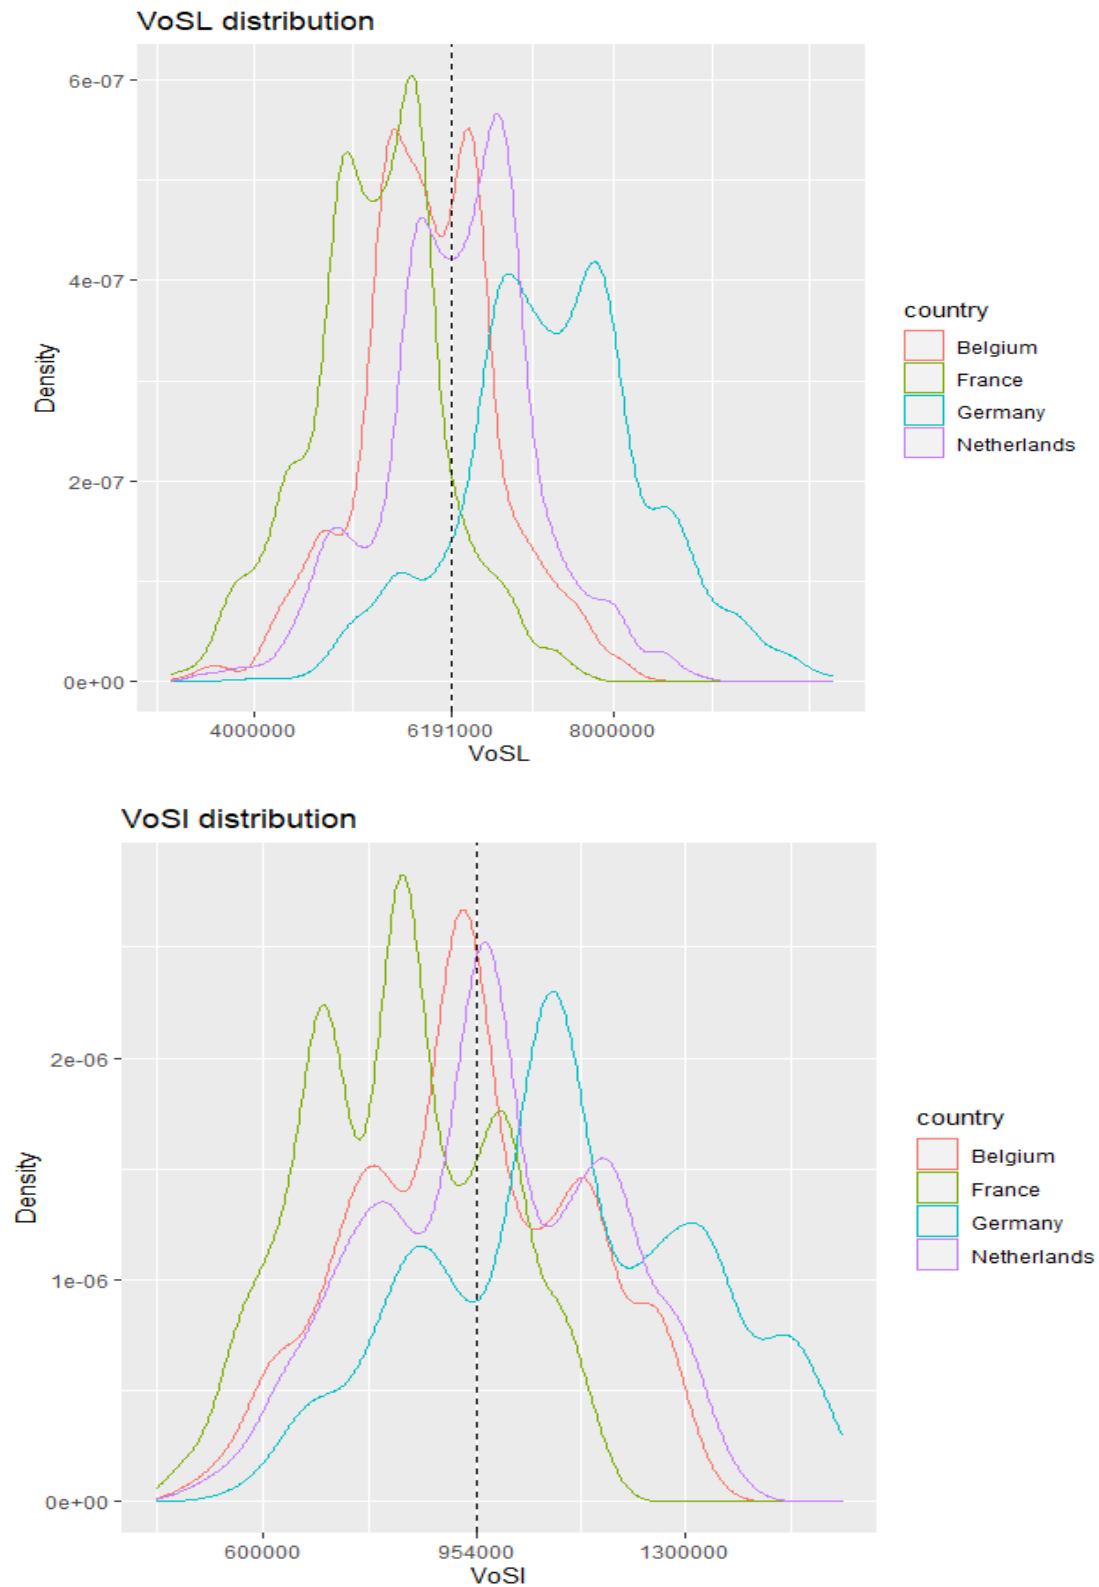 VoSL distribution
6e-07
4e-07
2e-07
0e+00
Density
4000000 6191000 8000000
VoSL
country
Belgium
France
Germany
Netherlands
VoSI distribution
2e-06
1e-06
0e+00
Density
600000 954000 1300000
VoSI
country
Belgium
France
Germany
Netherlands